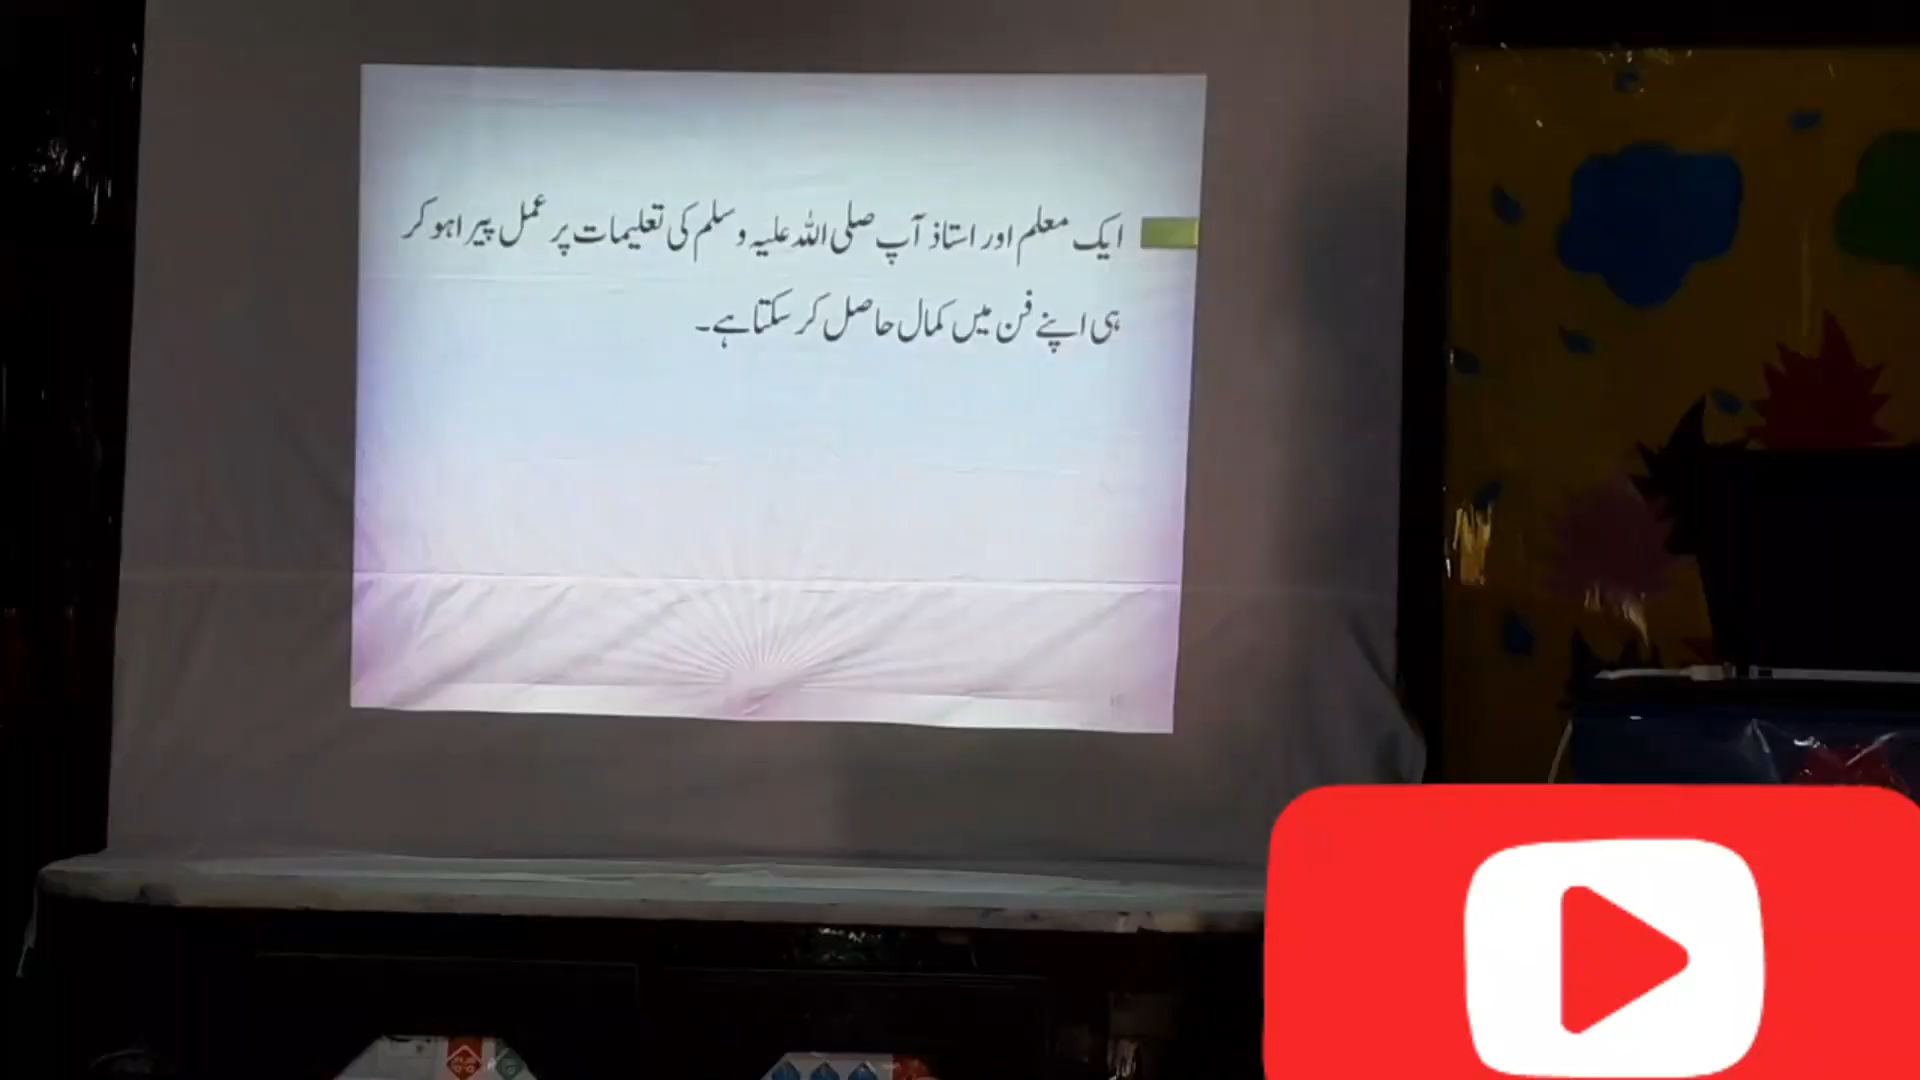 ایک معلم اور استاذ آپ صلی اللہ علیہ وسلم کی تعلیمات پر عمل پیرا ہو کر
ہی اپنے فن میں کمال حاصل کر سکتا ہے۔